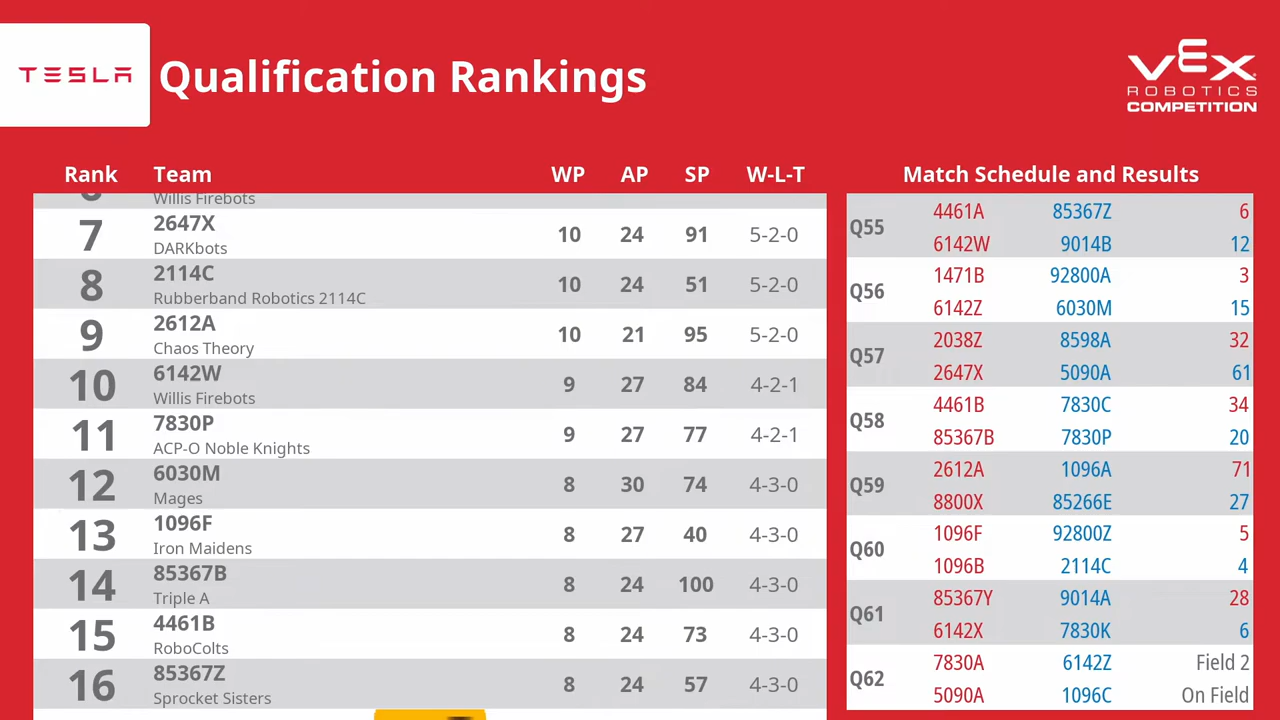 TESLA
Qualification Rankings
VEX
ROBOTICS
COMPETITION
Rank Team WP AP SP W-L-T
Willis Firebots
7 2647X 10 24 91 5-2-0
DARKbots
8 2114C 10 24 51 5-2-0
Rubberband Robotics 2114C
9 2612A 10 21 95 5-2-0
Chaos Theory
10 6142W 9 27 84 4-2-1
Willis Firebots
11 7830P 9 27 77 4-2-1
ACP-O Noble Knights
12 6030M 8 30 74 4-3-0
Mages
13 1096F 8 27 40 4-3-0
Iron Maidens
14 85367B 8 24 100 4-3-0
Triple A
15 4461B 8 24 73 4-3-0
RoboColts
16 85367Z 8 24 57 4-3-0
Sprocket Sisters
Match Schedule and Results
Q55 4461A 85367Z 6
6142W 9014B 12
Q56 1471B 92800A 3
6142Z 6030M 15
Q57 2038Z 8598A 32
2647X 5090A 61
Q58 4461B 7830C 34
85367B 7830P 20
Q59 2612A 1096A 71
8800X 85266E 27
Q60 1096F 92800Z 5
1096B 2114C 4
Q61 85367Y 9014A 28
6142X 7830K 6
Q62 7830A 6142Z Field 2
5090A 1096C On Field